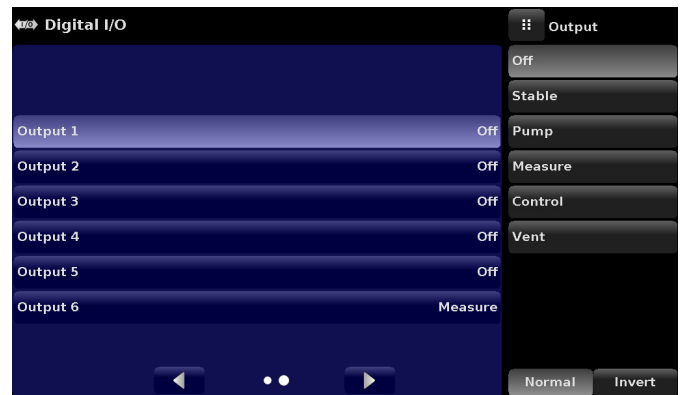 I/O Digital I/O
Output 1 Off
Output 2 Off
Output 3 Off
Output 4 Off
Output 5 Off
Output 6 Measure
Output
Off
Stable
Pump
Measure
Control
Vent
Normal Invert